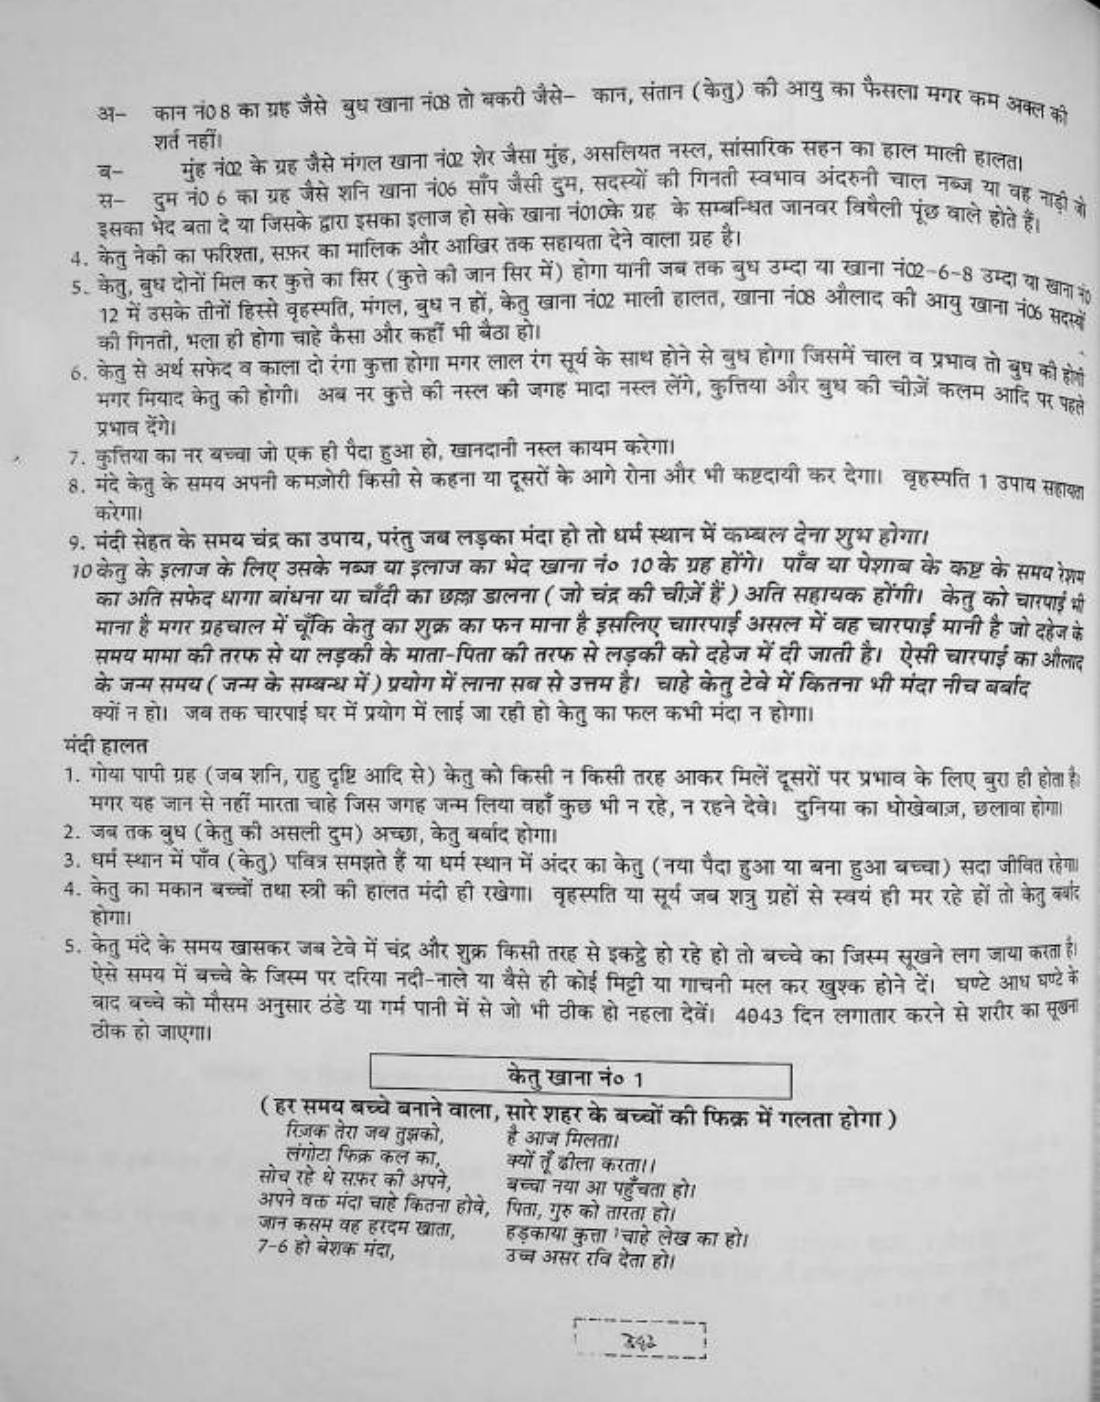 अ- कान नं0 8 का ग्रह जैसे बुध खाना नं08 तो बकरी जैसे- कान, संतान (केतु) की आयु का फैसला मगर कम अक्ल की
शर्त नहीं।
ब- मुंह नं02 के ग्रह जैसे मंगल खाना नं02 शेर जैसा मुंह, असलियत नस्ल, सांसारिक सहन का हाल माली हालत।
स- दुम नं0 6 का ग्रह जैसे शनि खाना नं06 साँप जैसी दुम, सदस्यों की गिनती स्वभाव अंदरुनी चाल नब्ज या वह नाड़ी जो
इसका भेद बता दे या जिसके द्वारा इसका इलाज हो सके खाना नं010के ग्रह के सम्बन्धित जानवर विषैली पूंछ वाले होते हैं।
4. केतु नेकी का फरिश्ता, सफ़र का मालिक और आखिर तक सहायता देने वाला ग्रह है।
5. केतु, बुध दोनों मिल कर कुत्ते का सिर (कुत्ते की जान सिर में) होगा यानी जब तक बुध उम्दा या खाना नं02-6-8 उम्दा या खाना नं0
12 में उसके तीनों हिस्से वृहस्पति, मंगल, बुध न हों, केतु खाना नं02 माली हालत, खाना नं08 औलाद की आयु खाना नं06 सदस्यों
की गिनती, भला ही होगा चाहे कैसा और कहीं भी बैठा हो।
6. केतु से अर्थ सफेद व काला दो रंगा कुत्ता होगा मगर लाल रंग सूर्य के साथ होने से बुध होगा जिसमें चाल व प्रभाव तो बुध की होगी
मगर मियाद केतु की होगी। अब नर कुत्ते की नस्ल की जगह मादा नस्ल लेंगे, कुत्तिया और बुध की चीज़ें कलम आदि पर पहले
प्रभाव देंगे।
7. कुत्तिया का नर बच्चा जो एक ही पैदा हुआ हो, खानदानी नस्ल कायम करेगा।
8. मंदे केतु के समय अपनी कमज़ोरी किसी से कहना या दूसरों के आगे रोना और भी कष्टदायी कर देगा। वृहस्पति 1 उपाय सहायता
करेगा।
9. मंदी सेहत के समय चंद्र का उपाय, परंतु जब लड़का मंदा हो तो धर्म स्थान में कम्बल देना शुभ होगा।
10 केतु के इलाज के लिए उसके नब्ज या इलाज का भेद खाना नं० 10 के ग्रह होंगे। पाँव या पेशाब के कष्ट के समय रेशम
का अति सफेद धागा बांधना या चाँदी का छल्ला डालना ( जो चंद्र की चीज़ें हैं ) अति सहायक होंगी। केतु को चारपाई भी
माना है मगर ग्रहचाल में चूँकि केतु का शुक्र का फन माना है इसलिए चाारपाई असल में वह चारपाई मानी है जो दहेज के
समय मामा की तरफ से या लड़की के माता-पिता की तरफ से लड़की को दहेज में दी जाती है। ऐसी चारपाई का औलाद
के जन्म समय ( जन्म के सम्बन्ध में ) प्रयोग में लाना सब से उत्तम है। चाहे केतु टेवे में कितना भी मंदा नीच बर्बाद
क्यों न हो। जब तक चारपाई घर में प्रयोग में लाई जा रही हो केतु का फल कभी मंदा न होगा।
मंदी हालत
1. गोया पापी ग्रह (जब शनि, राहु दृष्टि आदि से) केतु को किसी न किसी तरह आकर मिलें दूसरों पर प्रभाव के लिए बुरा ही होता है।
मगर यह जान से नहीं मारता चाहे जिस जगह जन्म लिया वहाँ कुछ भी न रहे, न रहने देवे। दुनिया का धोखेबाज़, छलावा होगा।
2. जब तक बुध (केतु की असली दुम) अच्छा, केतु बर्बाद होगा।
3. धर्म स्थान में पाँव (केतु) पवित्र समझते हैं या धर्म स्थान में अंदर का केतु (नया पैदा हुआ या बना हुआ बच्चा) सदा जीवित रहेगा।
4. केतु का मकान बच्चों तथा स्त्री की हालत मंदी ही रखेगा। वृहस्पति या सूर्य जब शत्रु ग्रहों से स्वयं ही मर रहे हों तो केतु बर्बाद
होगा।
5. केतु मंदे के समय खासकर जब टेवे में चंद्र और शुक्र किसी तरह से इकट्ठे हो रहे हो तो बच्चे का जिस्म सूखने लग जाया करता है।
ऐसे समय में बच्चे के जिस्म पर दरिया नदी-नाले या वैसे ही कोई मिट्टी या गाचनी मल कर खुश्क होने दें। घण्टे आध घण्टे के
बाद बच्चे को मौसम अनुसार ठंडे या गर्म पानी में से जो भी ठीक हो नहला देवें। 4043 दिन लगातार करने से शरीर का सूखना
ठीक हो जाएगा।
केतु खाना नं० 1
( हर समय बच्चे बनाने वाला, सारे शहर के बच्चों की फिक्र में गलता होगा )
रिज़क तेरा जब तुझको, है आज मिलता।
लंगोटा फिक्र कल का, क्यों तूँ ढीला करता।।
सोच रहे थे सफ़र की अपने, बच्चा नया आ पहुँचता हो।
अपने वक्त मंदा चाहे कितना होवे, पिता, गुरु को तारता हो।
जान कसम वह हरदम खाता, हड़काया कुत्ता ¹चाहे लेख का हो।
7-6 हो बेशक मंदा, उच्च असर रवि देता हो।